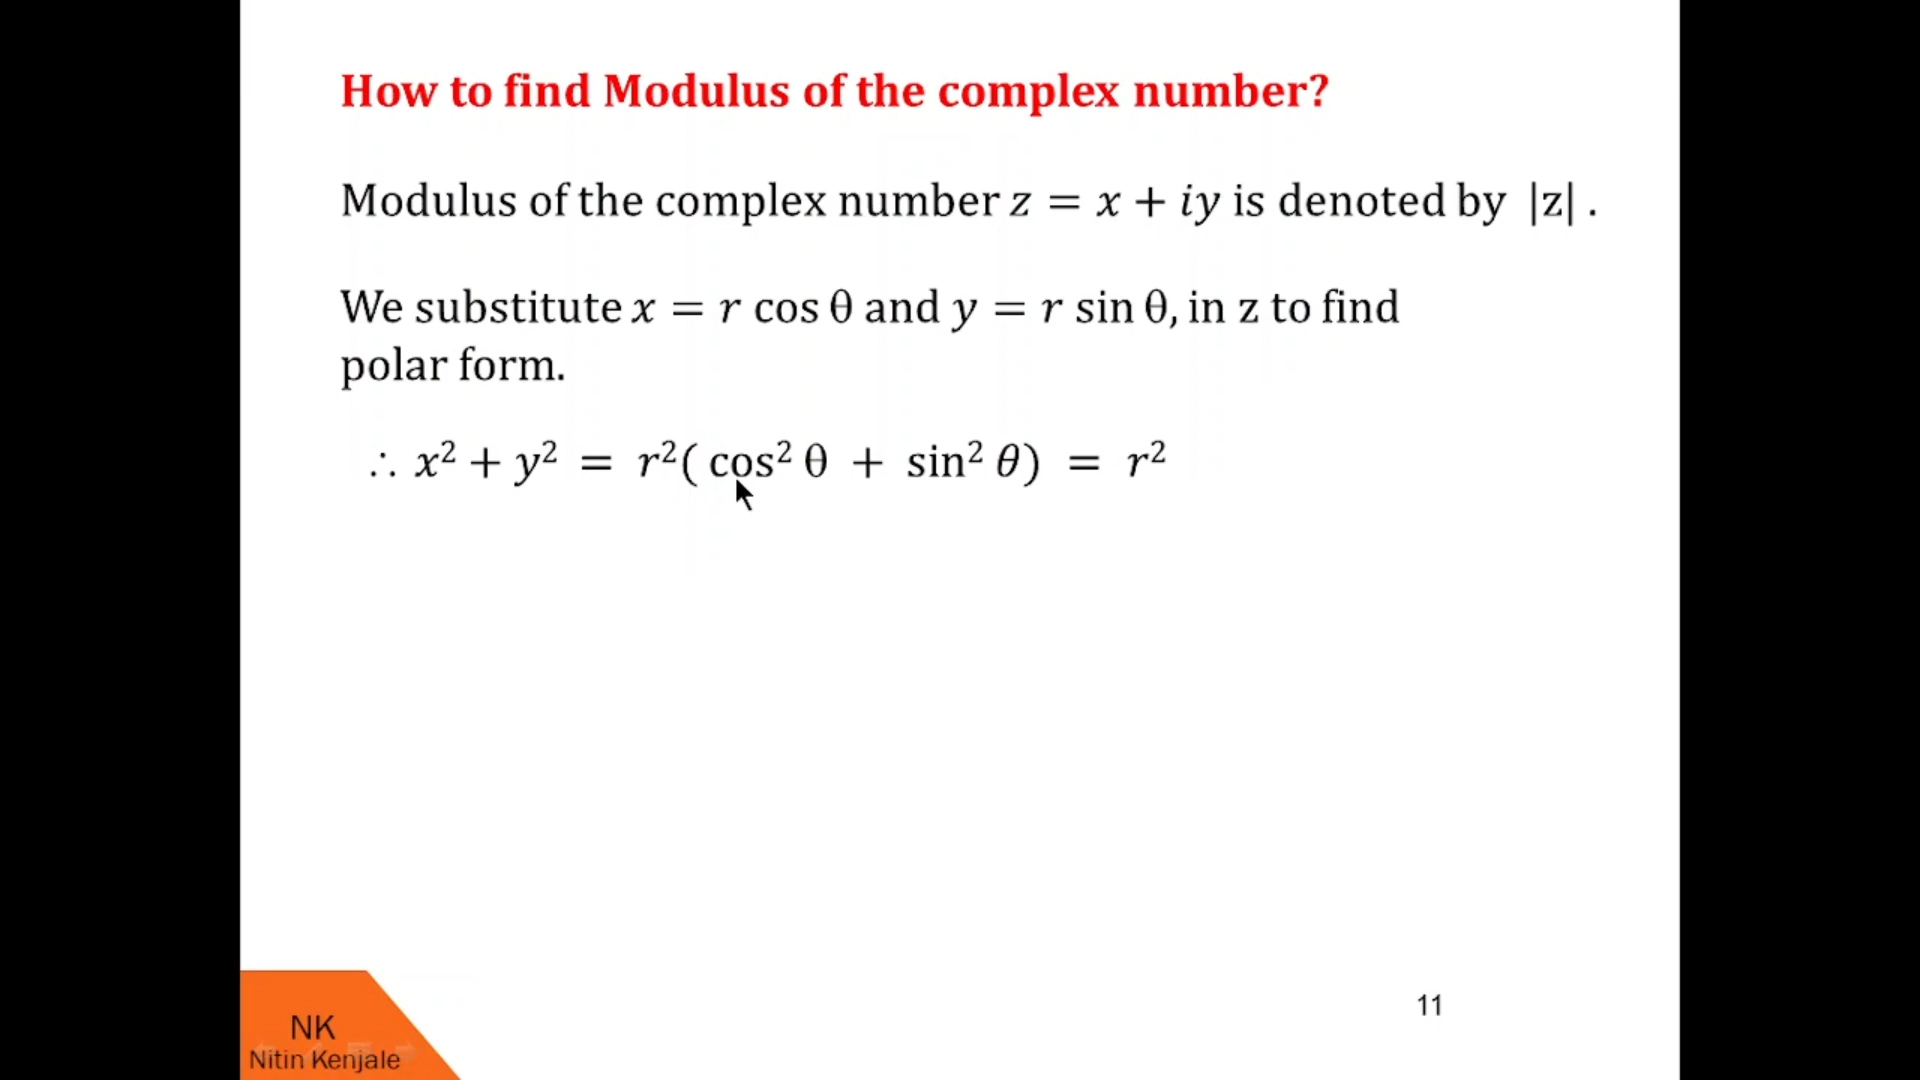 How to find Modulus of the complex number?
Modulus of the complex number z = x + iy is denoted by |z| .
We substitute x = r cos θ and y = r sin θ, in z to find
polar form.
∴ x² + y² = r²( cos² θ + sin² θ) = r²
NK
Nitin Kenjale
11